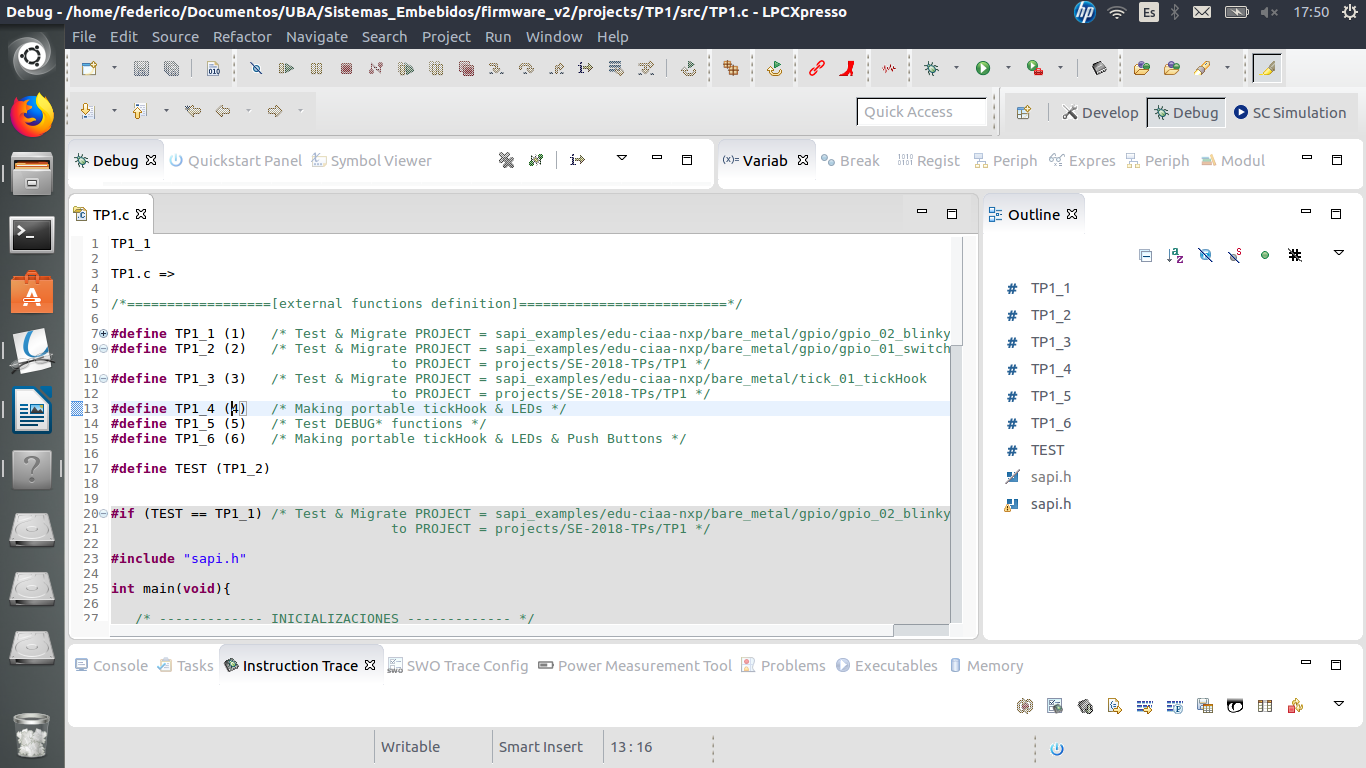 Debug - /home/federico/Documentos/UBA/Sistemas_Embebidos/firmware_v2/projects/TP1/src/TP1.c - LPCXpresso
Es
17:50
File Edit Source Refactor Navigate Search Project Run Window Help
Quick Access
Develop Debug SC Simulation
Debug Quickstart Panel Symbol Viewer
(x)= Variab Break Regist Periph Expres Periph Modul
TP1.c
1 TP1_1
2
3 TP1.c =>
4
5 /*==================[external functions definition]==========================*/
6
7 #define TP1_1 (1)   /* Test & Migrate PROJECT = sapi_examples/edu-ciaa-nxp/bare_metal/gpio/gpio_02_blinky
9 #define TP1_2 (2)   /* Test & Migrate PROJECT = sapi_examples/edu-ciaa-nxp/bare_metal/gpio/gpio_01_switch
10 to PROJECT = projects/SE-2018-TPs/TP1 */
11 #define TP1_3 (3)   /* Test & Migrate PROJECT = sapi_examples/edu-ciaa-nxp/bare_metal/tick_01_tickHook
12 to PROJECT = projects/SE-2018-TPs/TP1 */
13 #define TP1_4 (4)   /* Making portable tickHook & LEDs */
14 #define TP1_5 (5)   /* Test DEBUG* functions */
15 #define TP1_6 (6)   /* Making portable tickHook & LEDs & Push Buttons */
16
17 #define TEST (TP1_2)
18
19
20 #if (TEST == TP1_1) /* Test & Migrate PROJECT = sapi_examples/edu-ciaa-nxp/bare_metal/gpio/gpio_02_blinky
21 to PROJECT = projects/SE-2018-TPs/TP1 */
22
23 #include "sapi.h"
24
25 int main(void){
26
27 /* ------------- INICIALIZACIONES ------------- */
Outline
# TP1_1
# TP1_2
# TP1_3
# TP1_4
# TP1_5
# TP1_6
# TEST
sapi.h
sapi.h
Console Tasks Instruction Trace SWO Trace Config Power Measurement Tool Problems Executables Memory
Writable Smart Insert 13 : 16